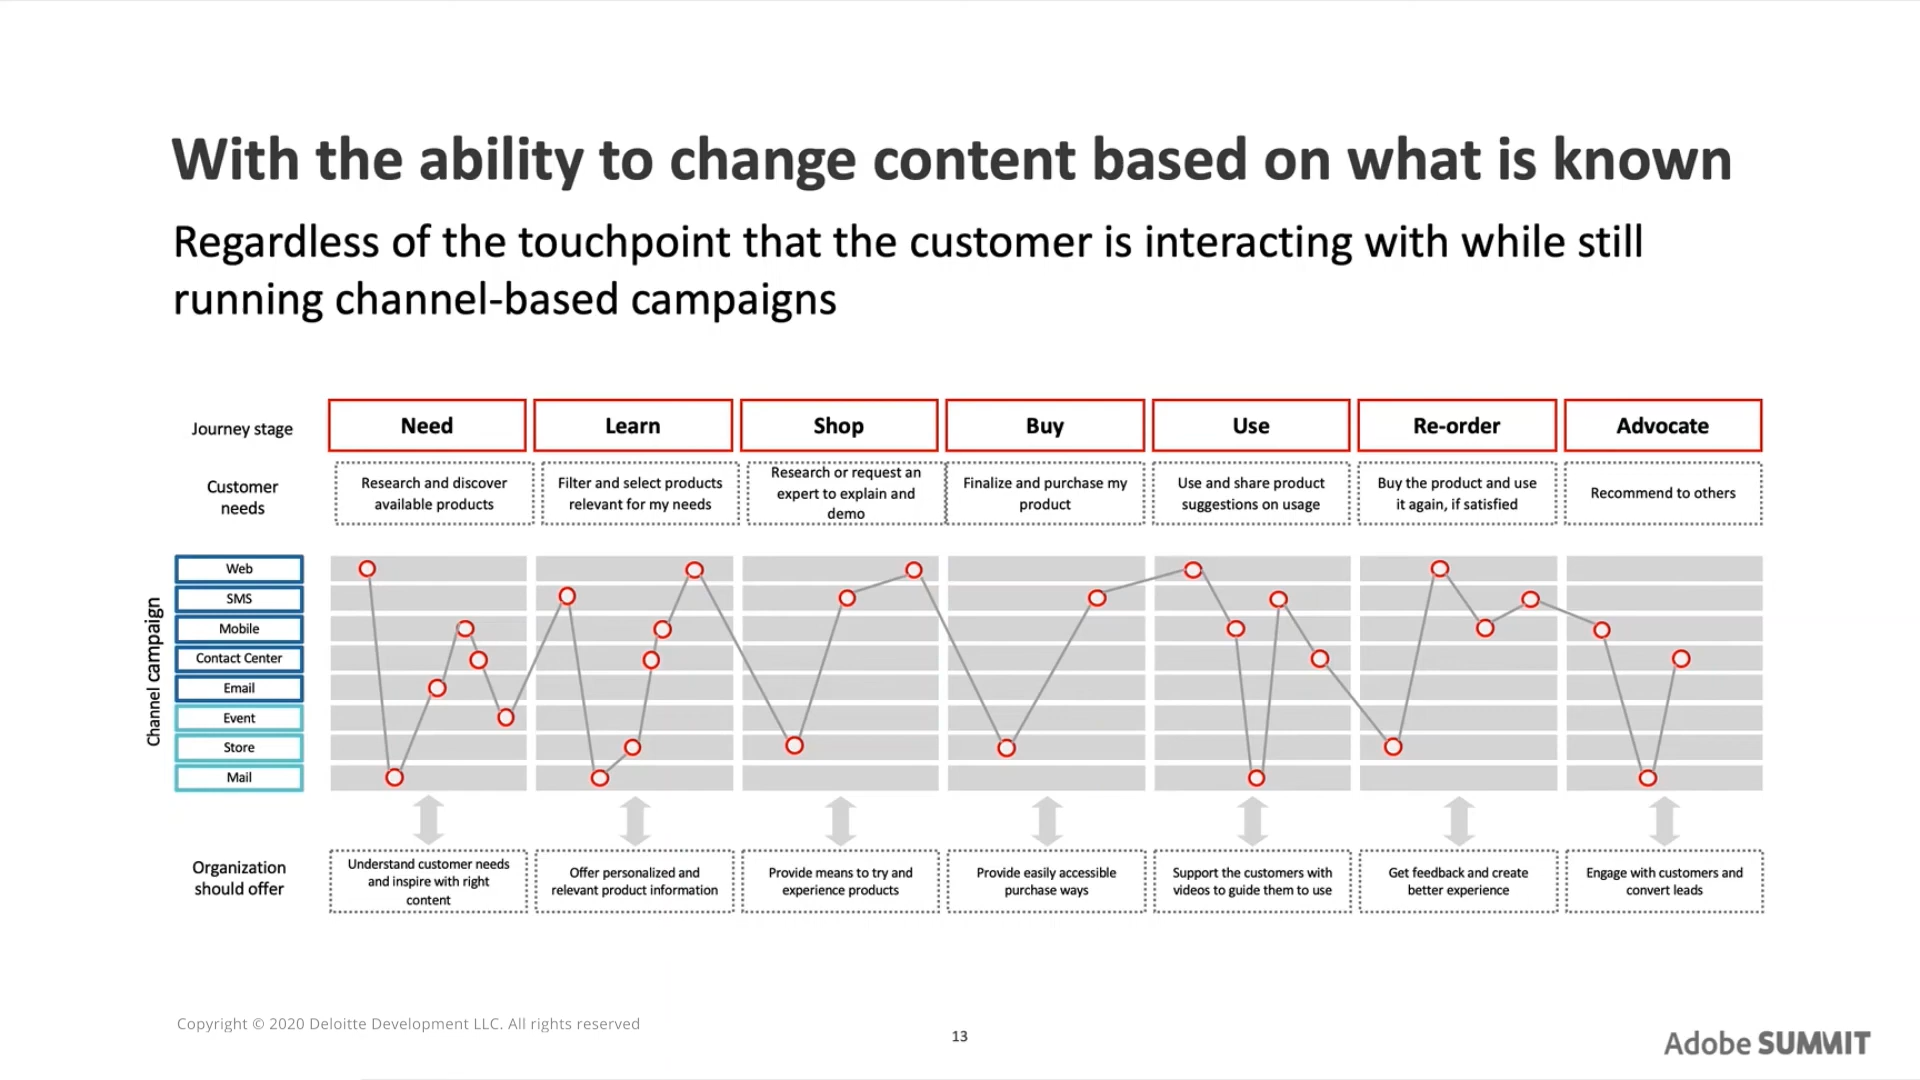 With the ability to change content based on what is known
Regardless of the touchpoint that the customer is interacting with while still
running channel-based campaigns
Journey stage
Need
Learn
Shop
Buy
Use
Re-order
Advocate
Customer
needs
Research and discover
available products
Filter and select products
relevant for my needs
Research or request an
expert to explain and
demo
Finalize and purchase my
product
Use and share product
suggestions on usage
Buy the product and use
it again, if satisfied
Recommend to others
Channel campaign
Web
SMS
Mobile
Contact Center
Email
Event
Store
Mail
Organization
should offer
Understand customer needs
and inspire with right
content
Offer personalized and
relevant product information
Provide means to try and
experience products
Provide easily accessible
purchase ways
Support the customers with
videos to guide them to use
Get feedback and create
better experience
Engage with customers and
convert leads
Copyright © 2020 Deloitte Development LLC. All rights reserved
13
Adobe SUMMIT